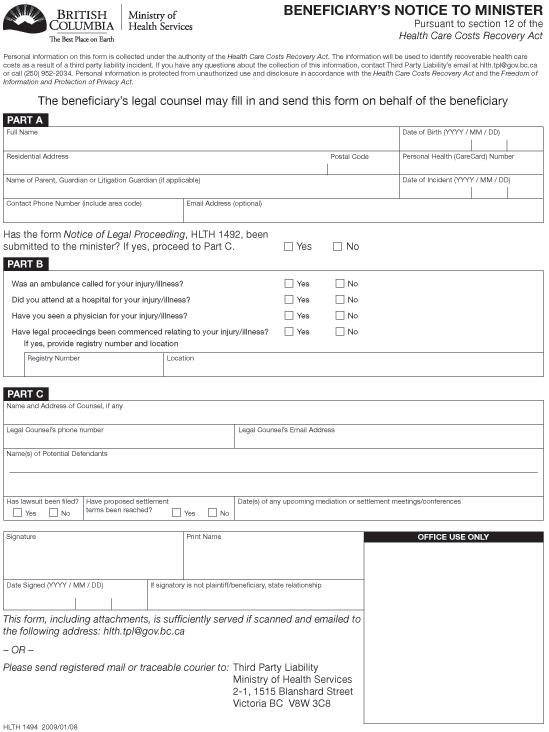 BRITISH
COLUMBIA
The Best Place on Earth
Ministry of
Health Services
BENEFICIARY'S NOTICE TO MINISTER
Pursuant to section 12 of the
Health Care Costs Recovery Act
Personal information on this form is collected under the authority of the Health Care Costs Recovery Act. The information will be used to identify recoverable health care
costs as a result of a third party liability incident. If you have any questions about the collection of this information, contact Third Party Liability's email at hlth.tpl@gov.bc.ca
or call (250) 952-2034. Personal information is protected from unauthorized use and disclosure in accordance with the Health Care Costs Recovery Act and the Freedom of
Information and Protection of Privacy Act.
The beneficiary's legal counsel may fill in and send this form on behalf of the beneficiary
PART A
Full Name
Date of Birth (YYYY / MM / DD)
Residential Address
Postal Code
Personal Health (CareCard) Number
Name of Parent, Guardian or Litigation Guardian (if applicable)
Date of Incident (YYYY / MM / DD)
Contact Phone Number (include area code)
Email Address (optional)
Has the form Notice of Legal Proceeding, HLTH 1492, been
submitted to the minister? If yes, proceed to Part C.
Yes No
PART B
Was an ambulance called for your injury/illness? Yes No
Did you attend at a hospital for your injury/illness? Yes No
Have you seen a physician for your injury/illness? Yes No
Have legal proceedings been commenced relating to your injury/illness? Yes No
If yes, provide registry number and location
Registry Number
Location
PART C
Name and Address of Counsel, if any
Legal Counsel's phone number
Legal Counsel's Email Address
Name(s) of Potential Defendants
Has lawsuit been filed?
Yes No
Have proposed settlement
terms been reached?
Yes No
Date(s) of any upcoming mediation or settlement meetings/conferences
Signature
Print Name
OFFICE USE ONLY
Date Signed (YYYY / MM / DD)
If signatory is not plaintiff/beneficiary, state relationship
This form, including attachments, is sufficiently served if scanned and emailed to
the following address: hlth.tpl@gov.bc.ca
– OR –
Please send registered mail or traceable courier to: Third Party Liability
Ministry of Health Services
2-1, 1515 Blanshard Street
Victoria BC V8W 3C8
HLTH 1494 2009/01/08